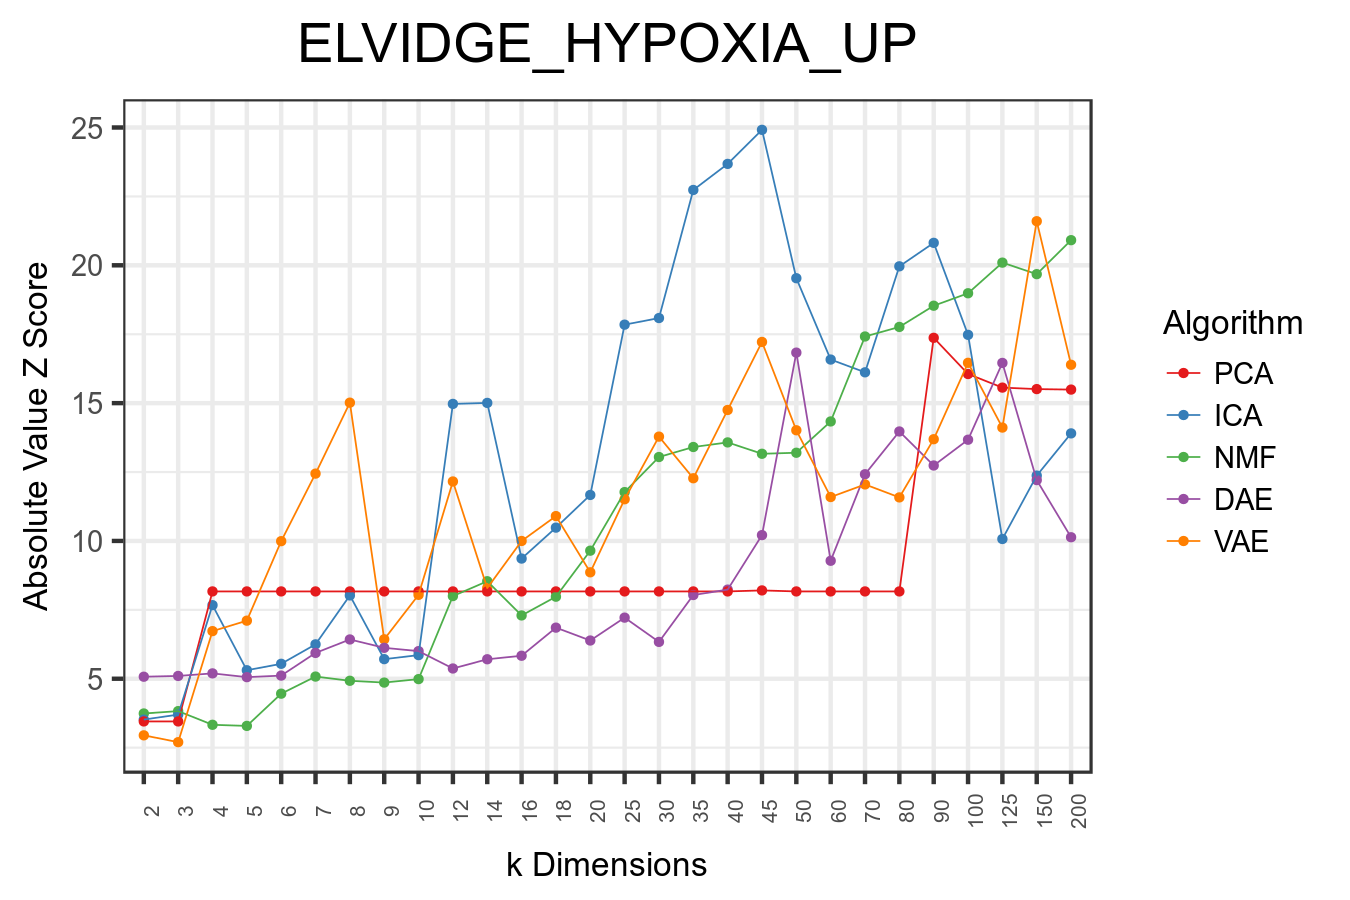 ELVIDGE_HYPOXIA_UP
Absolute Value Z Score
25
20
15
10
5
2 3 4 5 6 7 8 9 10 12 14 16 18 20 25 30 35 40 45 50 60 70 80 90 100 125 150 200
k Dimensions
Algorithm
PCA
ICA
NMF
DAE
VAE